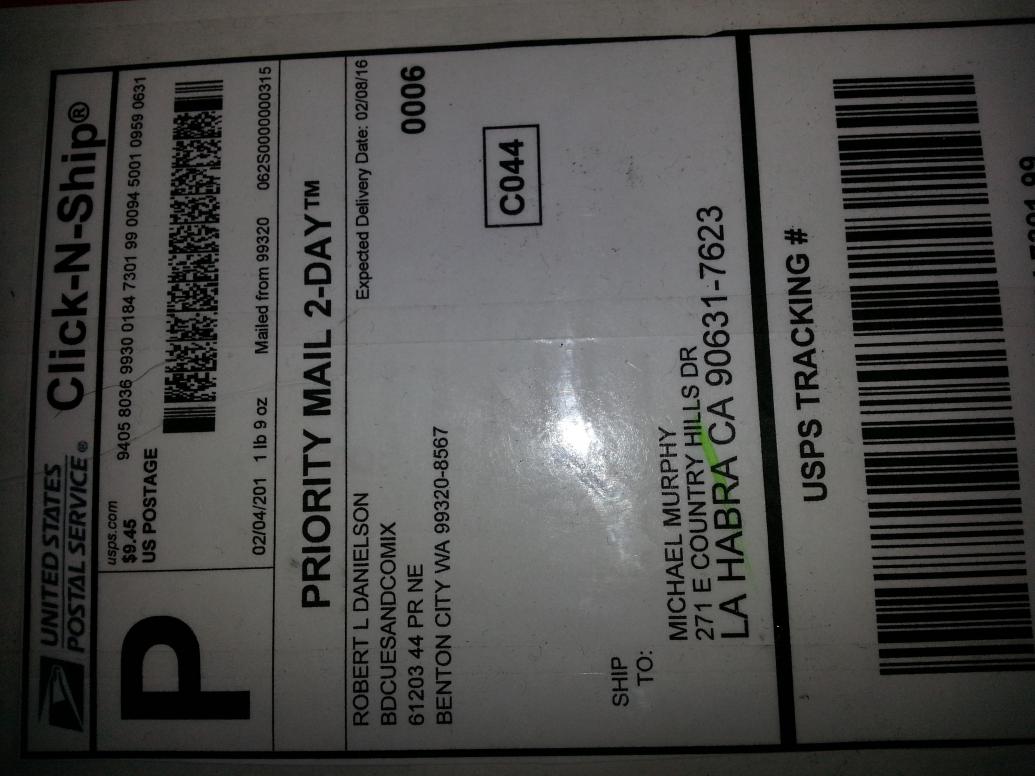 UNITED STATES
POSTAL SERVICE®
Click-N-Ship®
P
usps.com
$9.45
US POSTAGE
9405 8036 9930 0184 7301 99 0094 5001 0959 0631
02/04/201 1 lb 9 oz Mailed from 99320 062S0000000315
PRIORITY MAIL 2-DAY™
ROBERT L DANIELSON
BDCUESANDCOMIX
61203 44 PR NE
BENTON CITY WA 99320-8567
Expected Delivery Date: 02/08/16
0006
C044
SHIP
TO:
MICHAEL MURPHY
271 E COUNTRY HILLS DR
LA HABRA CA 90631-7623
USPS TRACKING #